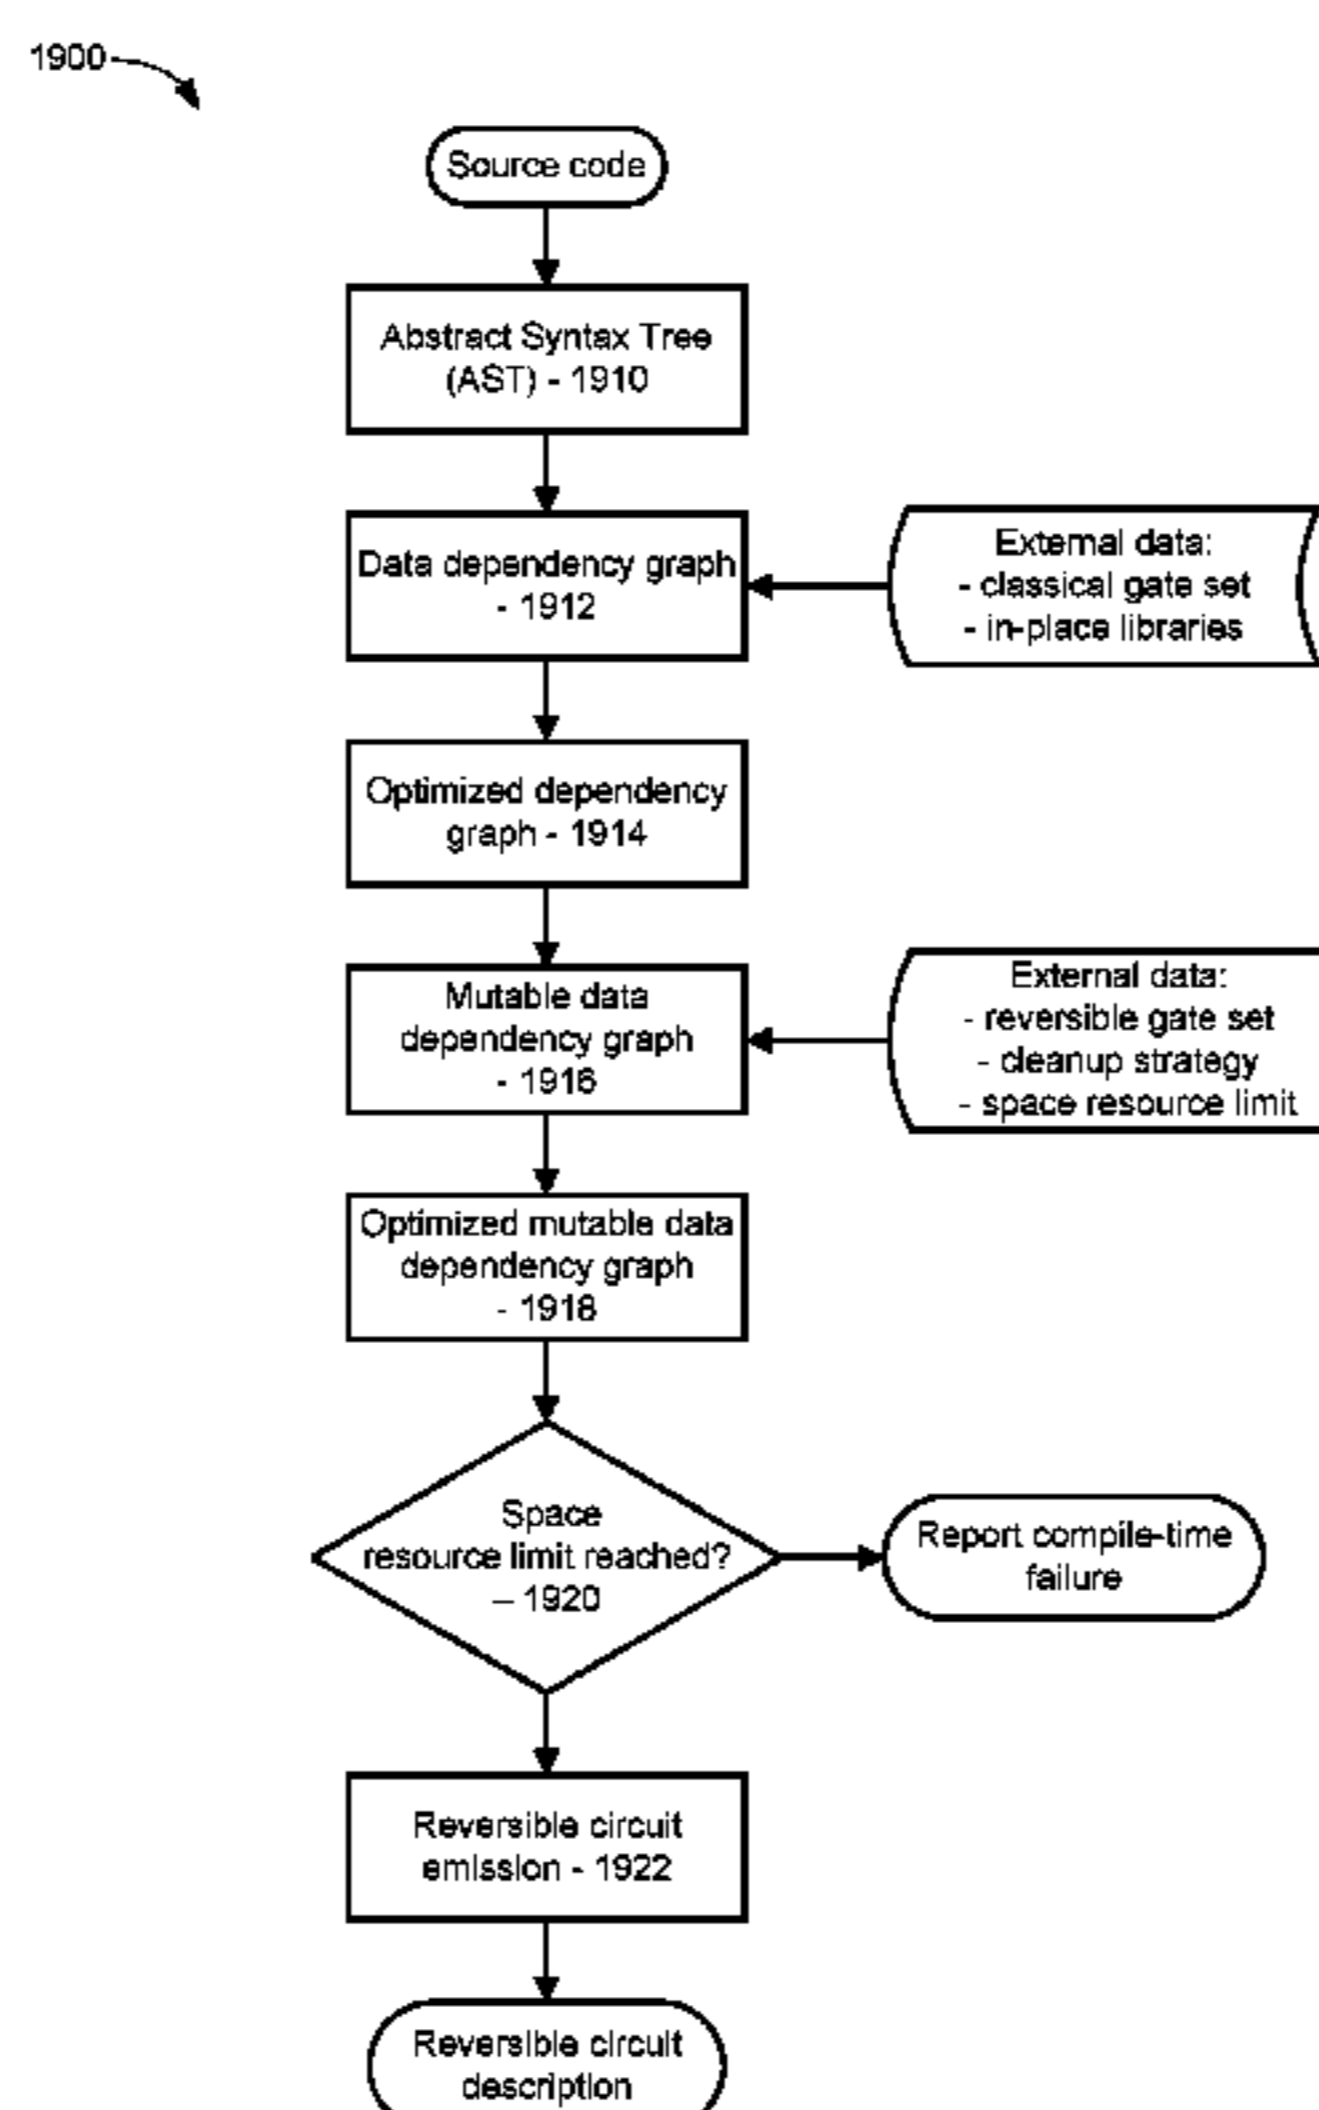 1900
Source code
Abstract Syntax Tree
(AST) - 1910
Data dependency graph
- 1912
External data:
- classical gate set
- in-place libraries
Optimized dependency
graph - 1914
Mutable data
dependency graph
- 1916
External data:
- reversible gate set
- cleanup strategy
- space resource limit
Optimized mutable data
dependency graph
- 1918
Space
resource limit reached?
– 1920
Report compile-time
failure
Reversible circuit
emission - 1922
Reversible circuit
description